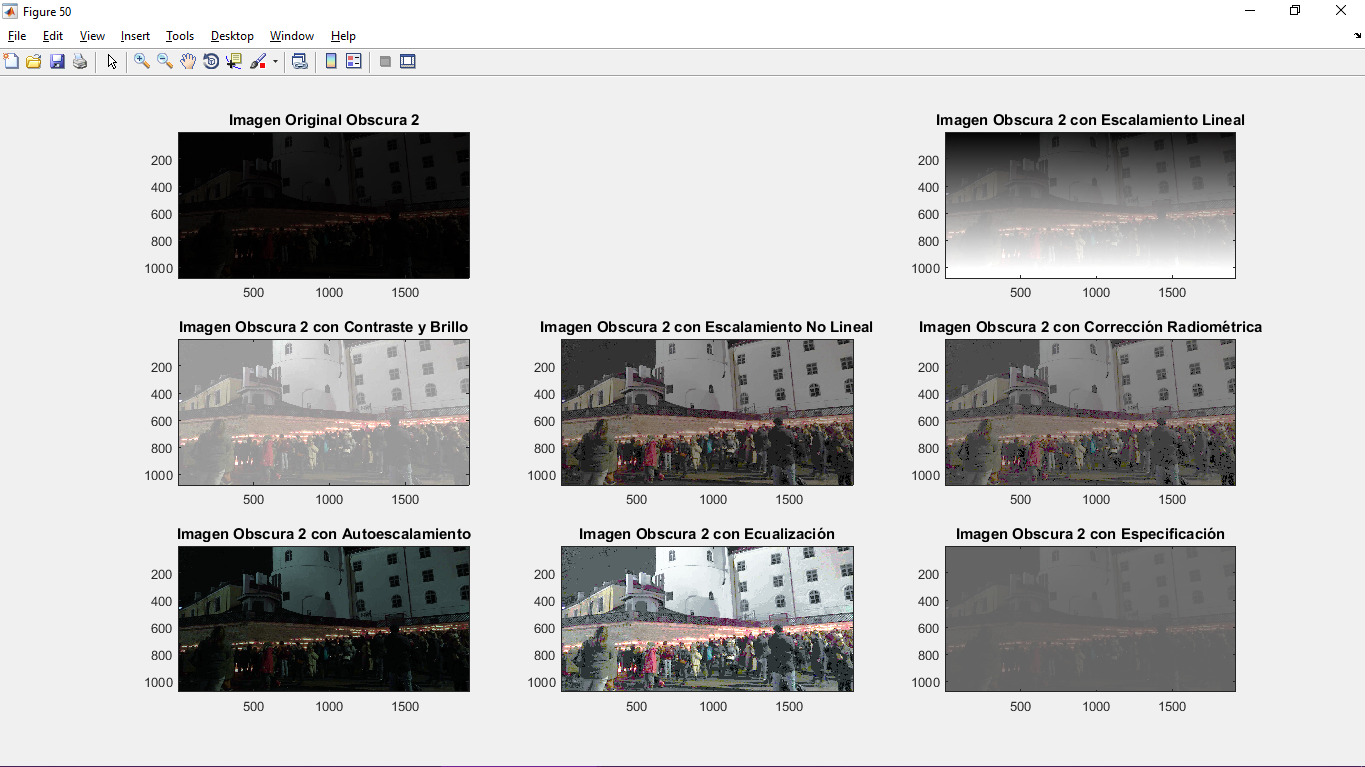 Figure 50
File Edit View Insert Tools Desktop Window Help
Imagen Original Obscura 2
200
400
600
800
1000
500 1000 1500
Imagen Obscura 2 con Escalamiento Lineal
200
400
600
800
1000
500 1000 1500
Imagen Obscura 2 con Contraste y Brillo
200
400
600
800
1000
500 1000 1500
Imagen Obscura 2 con Escalamiento No Lineal
200
400
600
800
1000
500 1000 1500
Imagen Obscura 2 con Corrección Radiométrica
200
400
600
800
1000
500 1000 1500
Imagen Obscura 2 con Autoescalamiento
200
400
600
800
1000
500 1000 1500
Imagen Obscura 2 con Ecualización
200
400
600
800
1000
500 1000 1500
Imagen Obscura 2 con Especificación
200
400
600
800
1000
500 1000 1500